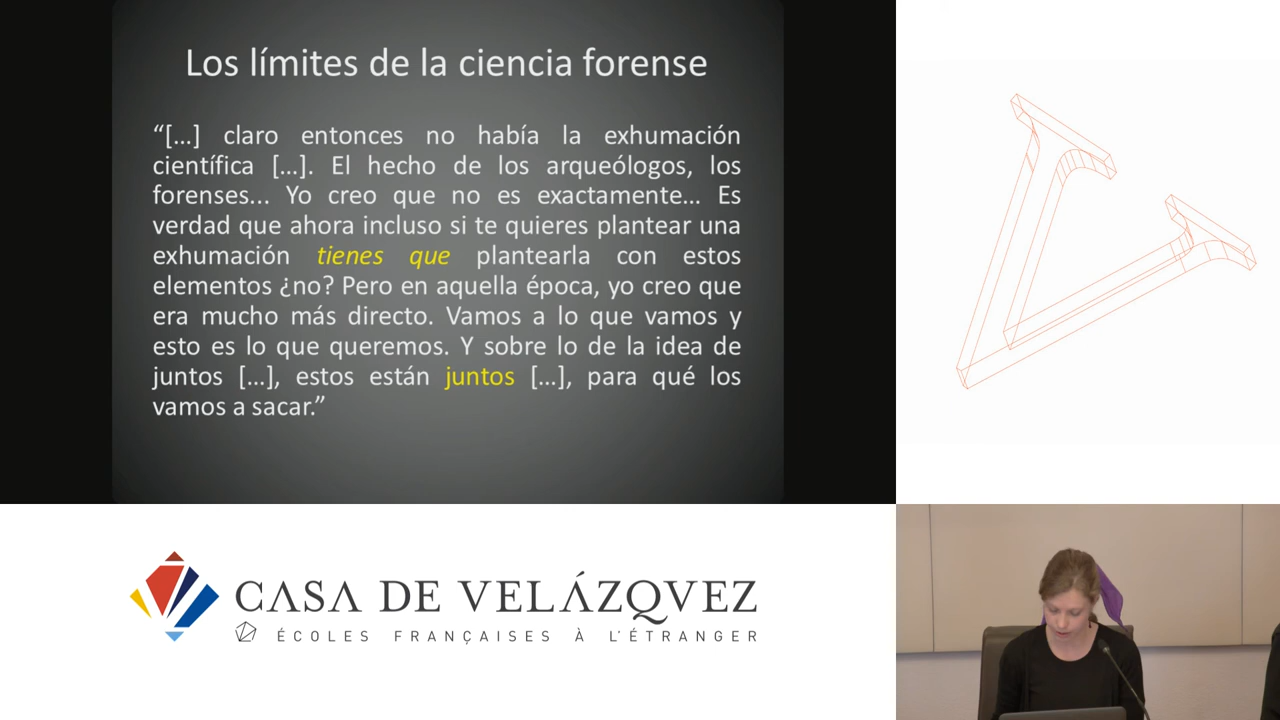 Los límites de la ciencia forense
“[…] claro entonces no había la exhumación
científica […]. El hecho de los arqueólogos, los
forenses... Yo creo que no es exactamente… Es
verdad que ahora incluso si te quieres plantear una
exhumación tienes que plantearla con estos
elementos ¿no? Pero en aquella época, yo creo que
era mucho más directo. Vamos a lo que vamos y
esto es lo que queremos. Y sobre lo de la idea de
juntos […], estos están juntos […], para qué los
vamos a sacar.”
CASA DE VELÁZQVEZ
ÉCOLES FRANÇAISES À L'ÉTRANGER